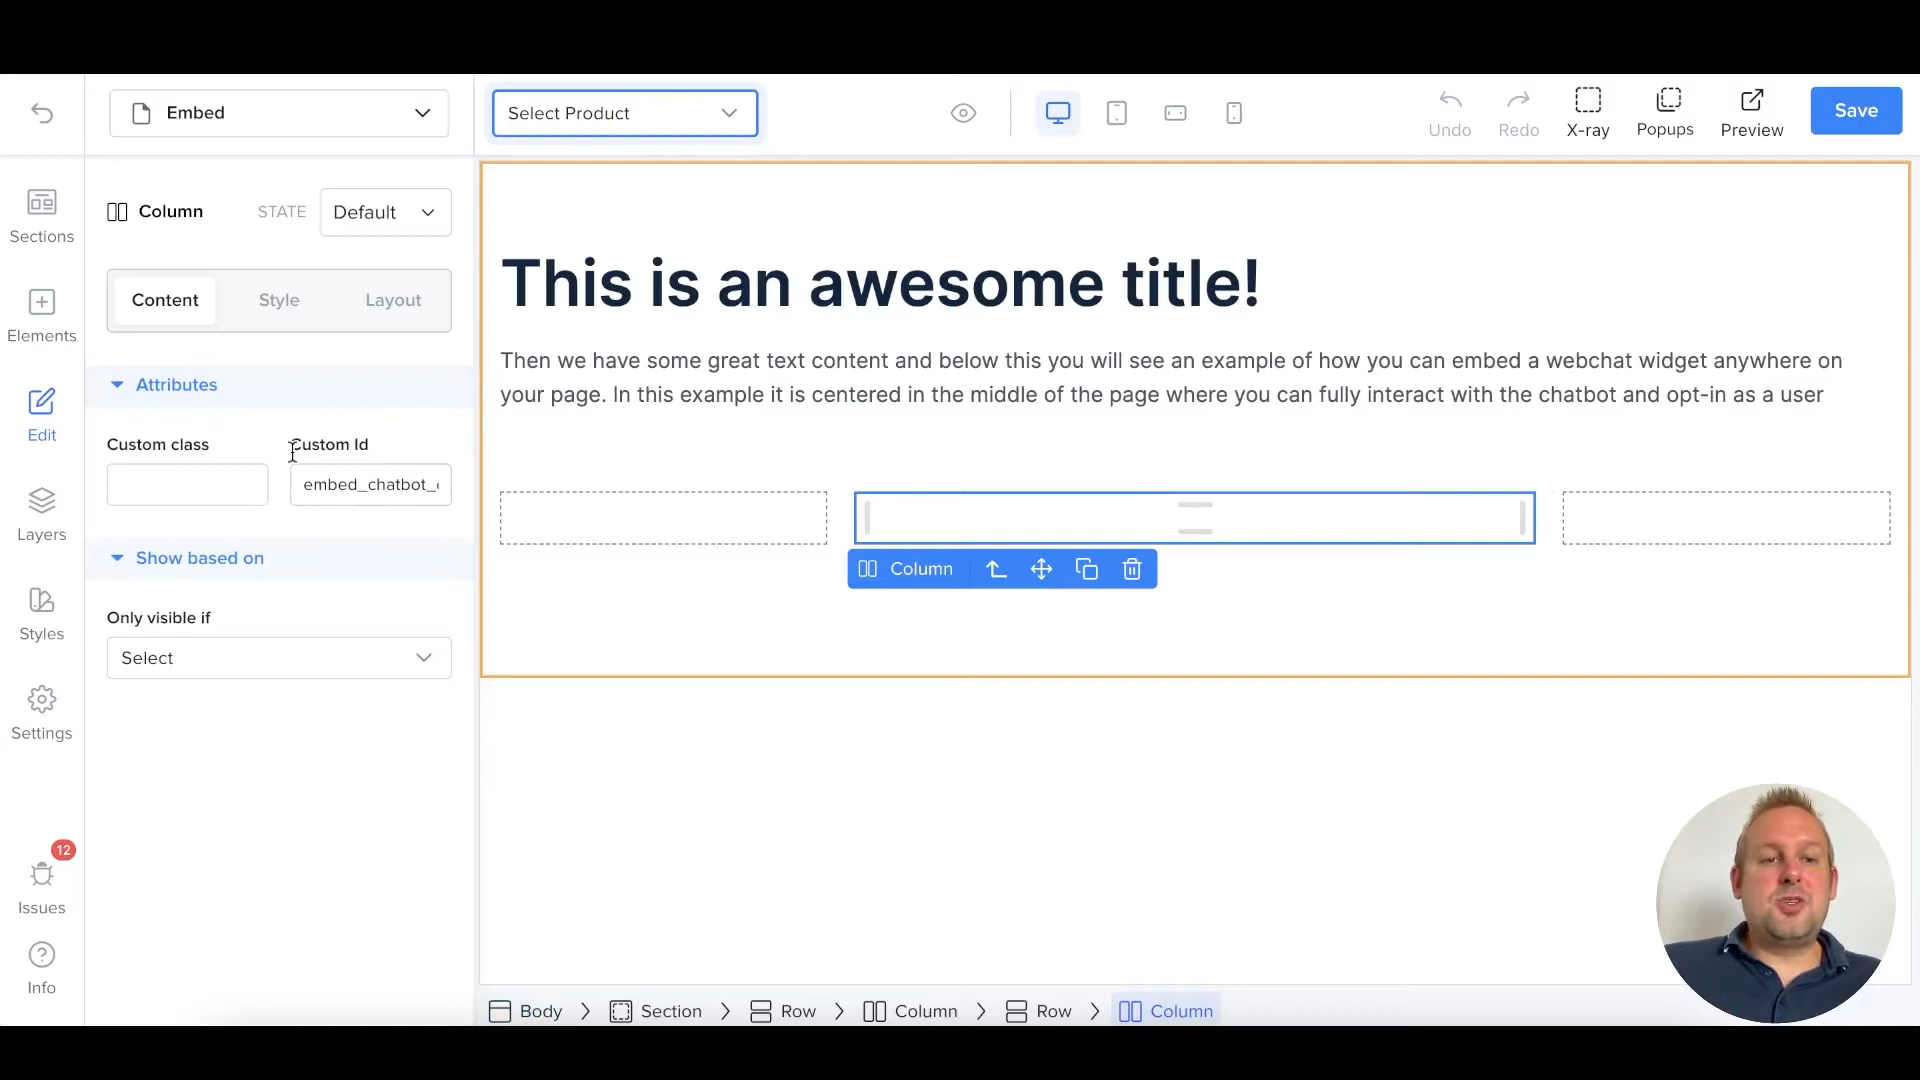 Embed
Select Product
Undo
Redo
X-ray
Popups
Preview
Save
Column
STATE
Default
Sections
Elements
Edit
Layers
Styles
Settings
12
Issues
Info
Content
Style
Layout
Attributes
Custom class
Custom Id
embed_chatbot_
Show based on
Only visible if
Select
This is an awesome title!
Then we have some great text content and below this you will see an example of how you can embed a webchat widget anywhere on
your page. In this example it is centered in the middle of the page where you can fully interact with the chatbot and opt-in as a user
Column
Body
Section
Row
Column
Row
Column